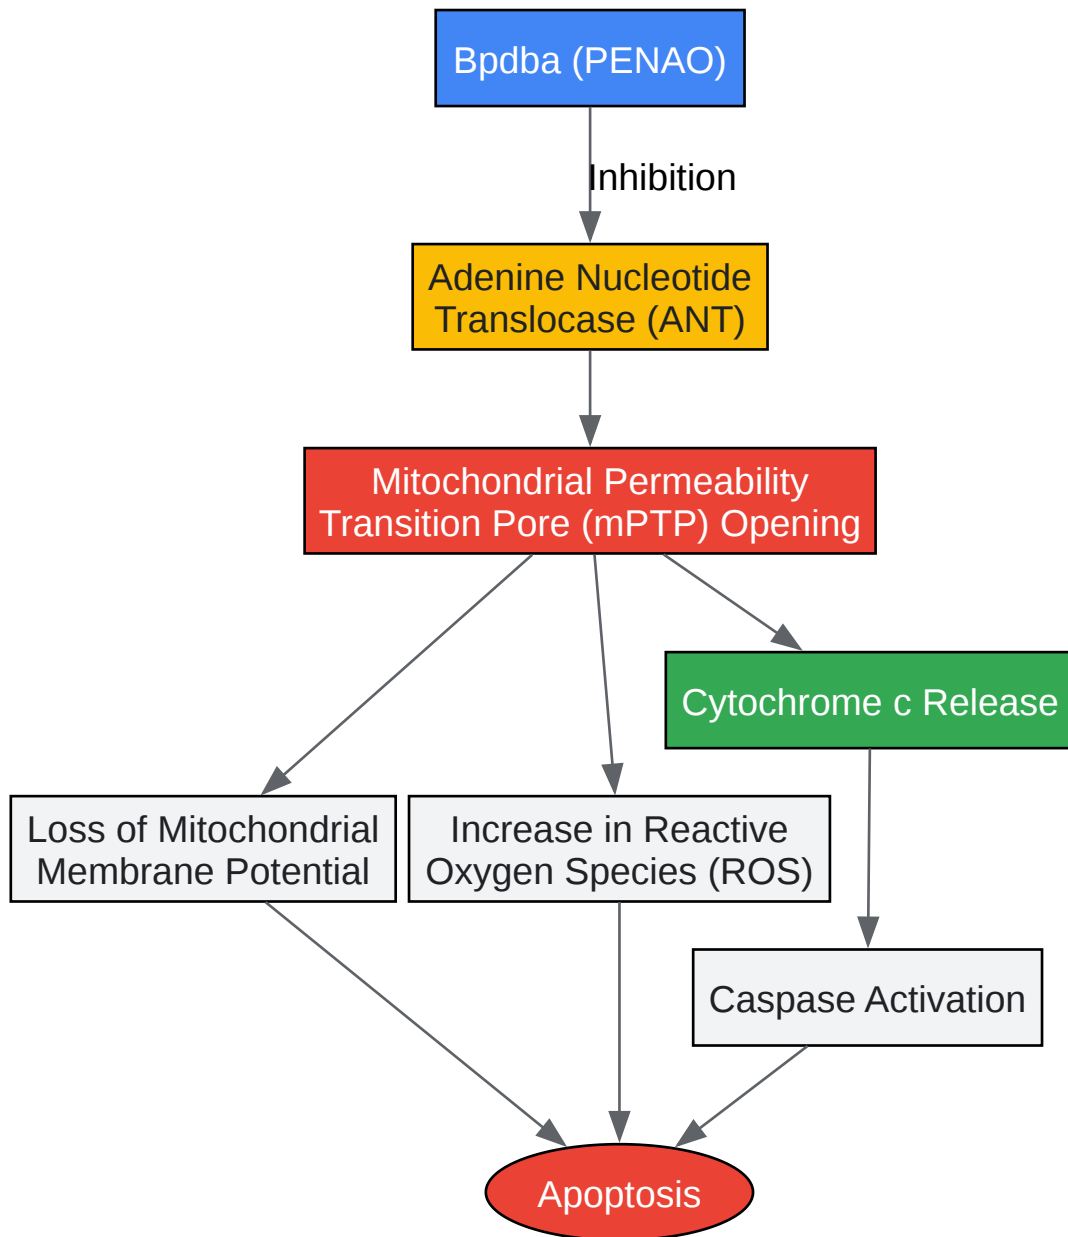 Bpdba (PENAO)
Inhibition
Adenine Nucleotide
Translocase (ANT)
Mitochondrial Permeability
Transition Pore (mPTP) Opening
Cytochrome c Release
Loss of Mitochondrial
Membrane Potential
Increase in Reactive
Oxygen Species (ROS)
Caspase Activation
Apoptosis